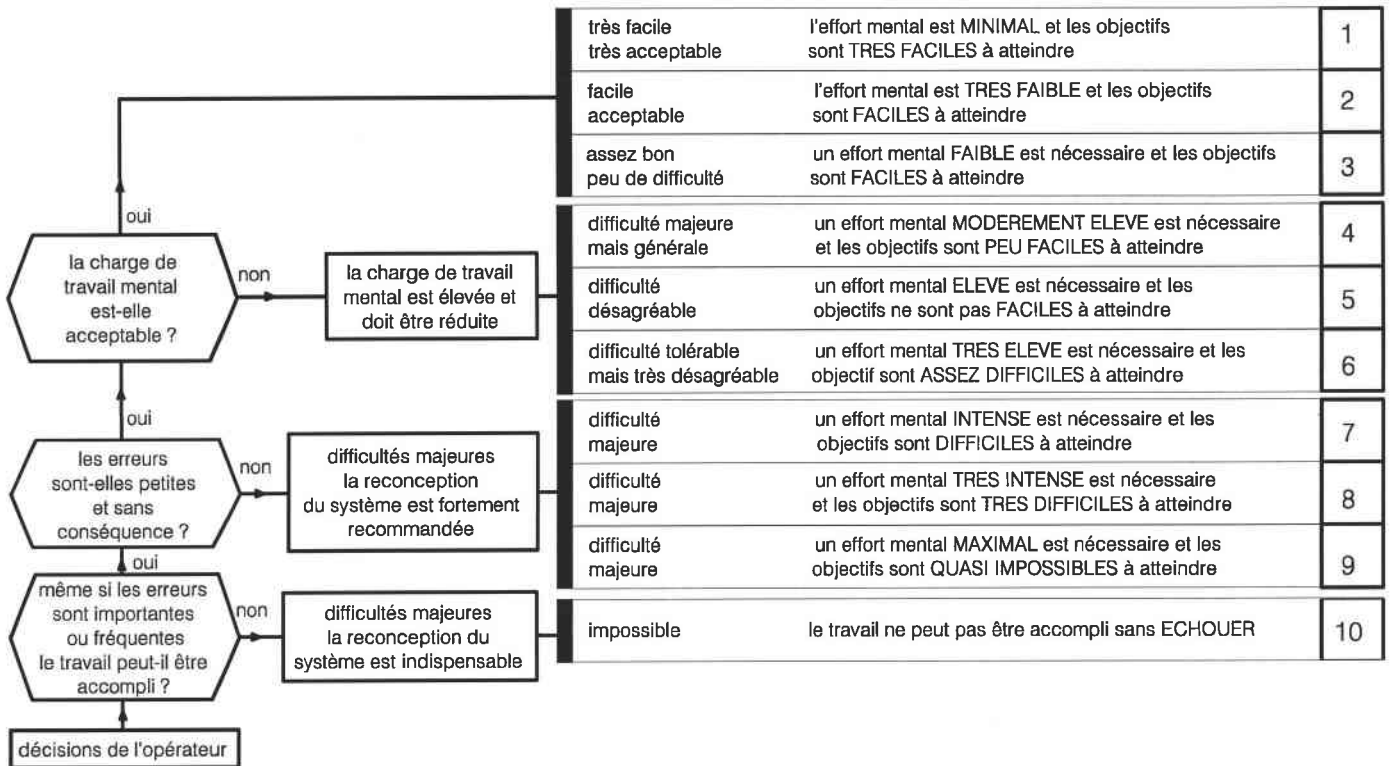 très facile l'effort mental est MINIMAL et les objectifs 1
très acceptable sont TRES FACILES à atteindre
facile l'effort mental est TRES FAIBLE et les objectifs 2
acceptable sont FACILES à atteindre
assez bon un effort mental FAIBLE est nécessaire et les objectifs 3
peu de difficulté sont FACILES à atteindre
oui
la charge de
travail mental
est-elle
acceptable ?
non
la charge de travail
mental est élevée et
doit être réduite
difficulté majeure un effort mental MODEREMENT ELEVE est nécessaire 4
mais générale et les objectifs sont PEU FACILES à atteindre
difficulté un effort mental ELEVE est nécessaire et les 5
désagréable objectifs ne sont pas FACILES à atteindre
difficulté tolérable un effort mental TRES ELEVE est nécessaire et les 6
mais très désagréable objectif sont ASSEZ DIFFICILES à atteindre
oui
les erreurs
sont-elles petites
et sans
conséquence ?
non
difficultés majeures
la reconception
du système est fortement
recommandée
difficulté un effort mental INTENSE est nécessaire et les 7
majeure objectifs sont DIFFICILES à atteindre
difficulté un effort mental TRES INTENSE est nécessaire 8
majeure et les objectifs sont TRES DIFFICILES à atteindre
difficulté un effort mental MAXIMAL est nécessaire et les 9
majeure objectifs sont QUASI IMPOSSIBLES à atteindre
oui
même si les erreurs
sont importantes
ou fréquentes
le travail peut-il être
accompli ?
non
difficultés majeures
la reconception du
système est indispensable
impossible le travail ne peut pas être accompli sans ECHOUER 10
décisions de l'opérateur